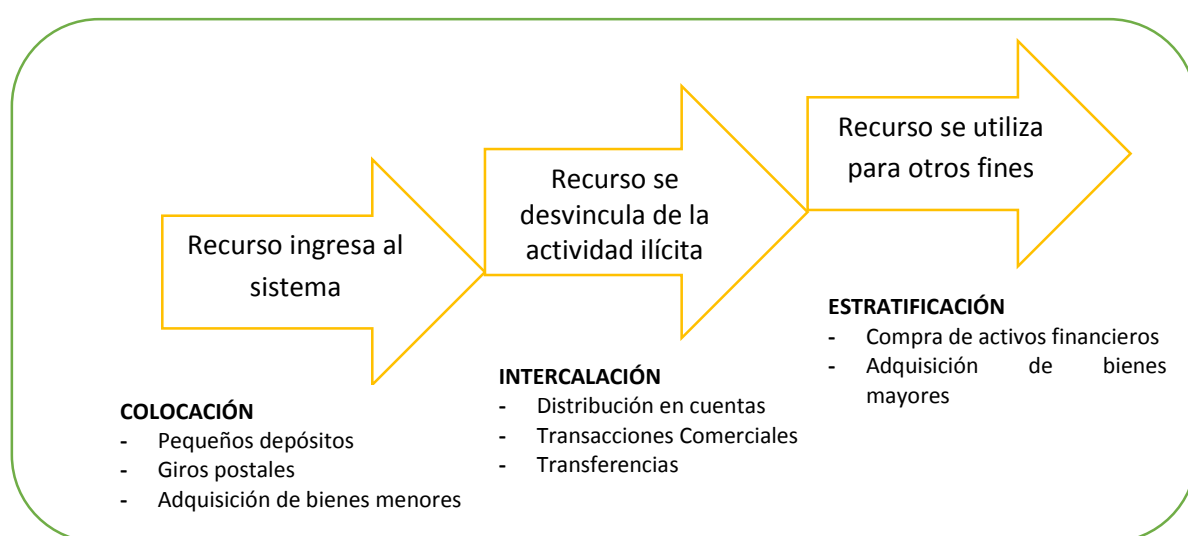 Recurso ingresa al
sistema
Recurso se
desvincula de la
actividad ilícita
Recurso se utiliza
para otros fines
COLOCACIÓN
- Pequeños depósitos
- Giros postales
- Adquisición de bienes menores
INTERCALACIÓN
- Distribución en cuentas
- Transacciones Comerciales
- Transferencias
ESTRATIFICACIÓN
- Compra de activos financieros
- Adquisición de bienes
mayores